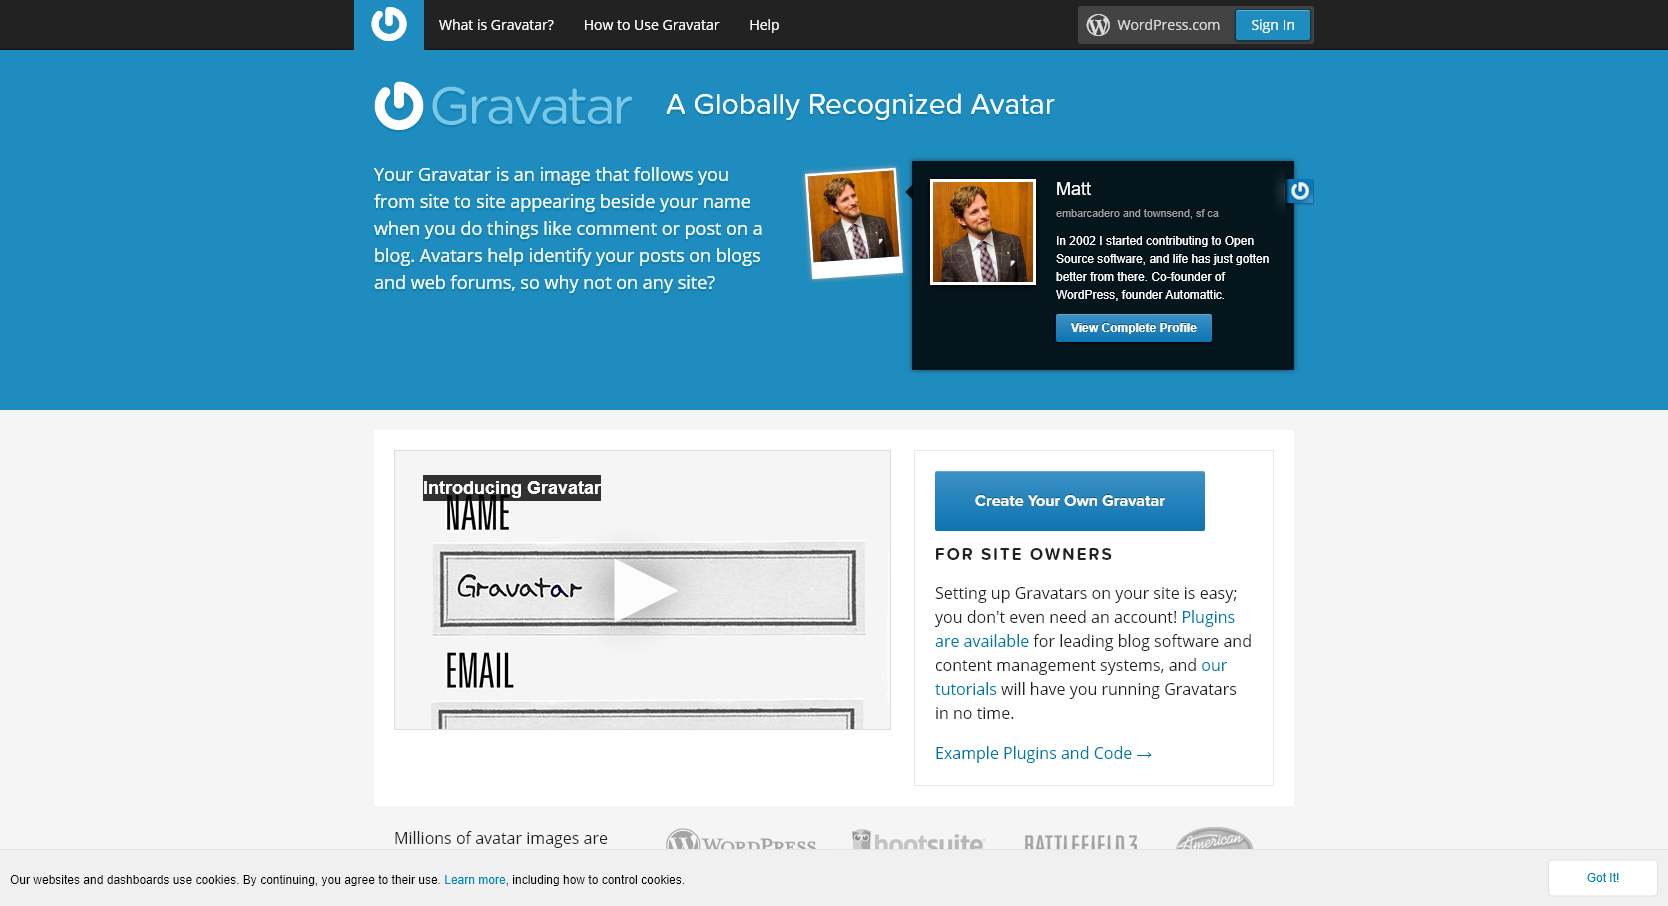 What is Gravatar?
How to Use Gravatar
Help
WordPress.com
Sign In
Gravatar
A Globally Recognized Avatar
Your Gravatar is an image that follows you
from site to site appearing beside your name
when you do things like comment or post on a
blog. Avatars help identify your posts on blogs
and web forums, so why not on any site?
Matt
embarcadero and townsend, sf ca
In 2002 I started contributing to Open
Source software, and life has just gotten
better from there. Co-founder of
WordPress, founder Automattic.
View Complete Profile
Introducing Gravatar
NAME
Gravatar
EMAIL
Create Your Own Gravatar
FOR SITE OWNERS
Setting up Gravatars on your site is easy;
you don't even need an account! Plugins
are available for leading blog software and
content management systems, and our
tutorials will have you running Gravatars
in no time.
Example Plugins and Code →
Millions of avatar images are
WORDPRESS
hootsuite
BATTLEFIELD 3
American
Our websites and dashboards use cookies. By continuing, you agree to their use. Learn more, including how to control cookies.
Got It!